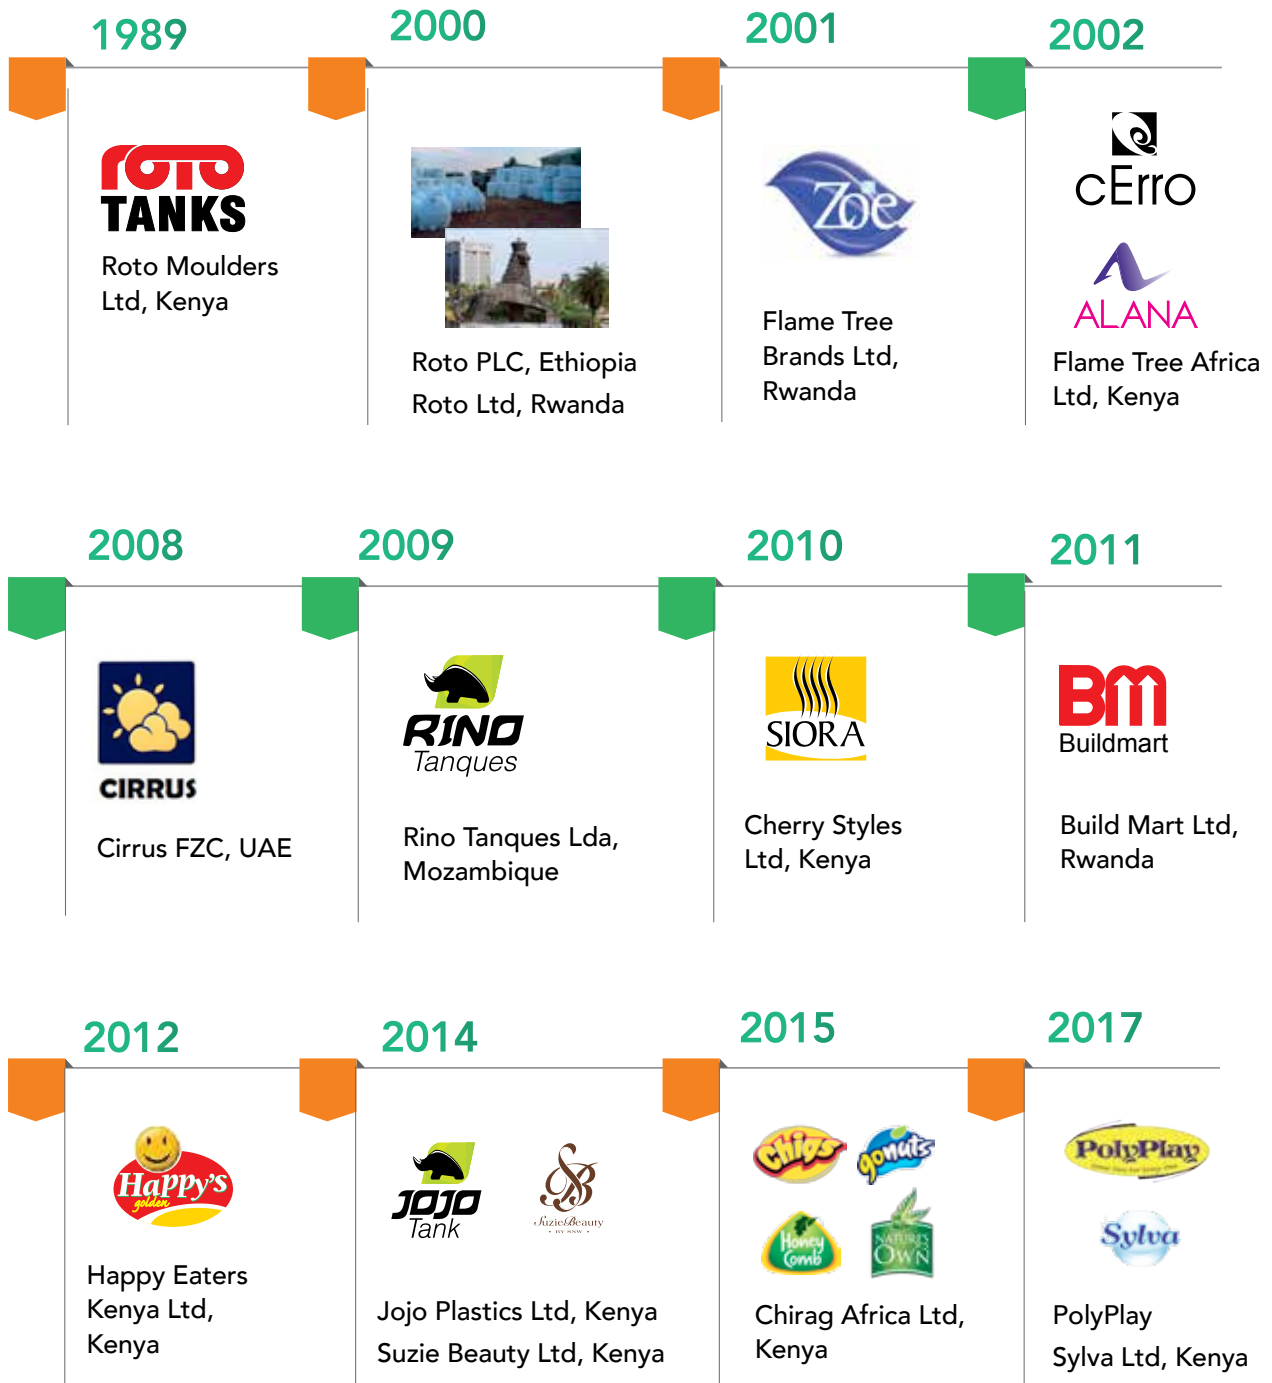 1989
2000
2001
2002
ROTO
TANKS
Roto Moulders
Ltd, Kenya
Roto PLC, Ethiopia
Roto Ltd, Rwanda
Zoe
Flame Tree
Brands Ltd,
Rwanda
cErro
ALANA
Flame Tree Africa
Ltd, Kenya
2008
2009
2010
2011
CIRRUS
Cirrus FZC, UAE
RINO
Tanques
Rino Tanques Lda,
Mozambique
SIORA
Cherry Styles
Ltd, Kenya
BM
Buildmart
Build Mart Ltd,
Rwanda
2012
2014
2015
2017
Happy's
golden
Happy Eaters
Kenya Ltd,
Kenya
JOJO
Tank
SB
SuzieBeauty
Jojo Plastics Ltd, Kenya
Suzie Beauty Ltd, Kenya
Chigs
gonuts
Honey
Comb
NATURE'S
OWN
Chirag Africa Ltd,
Kenya
PolyPlay
Sylva
PolyPlay
Sylva Ltd, Kenya